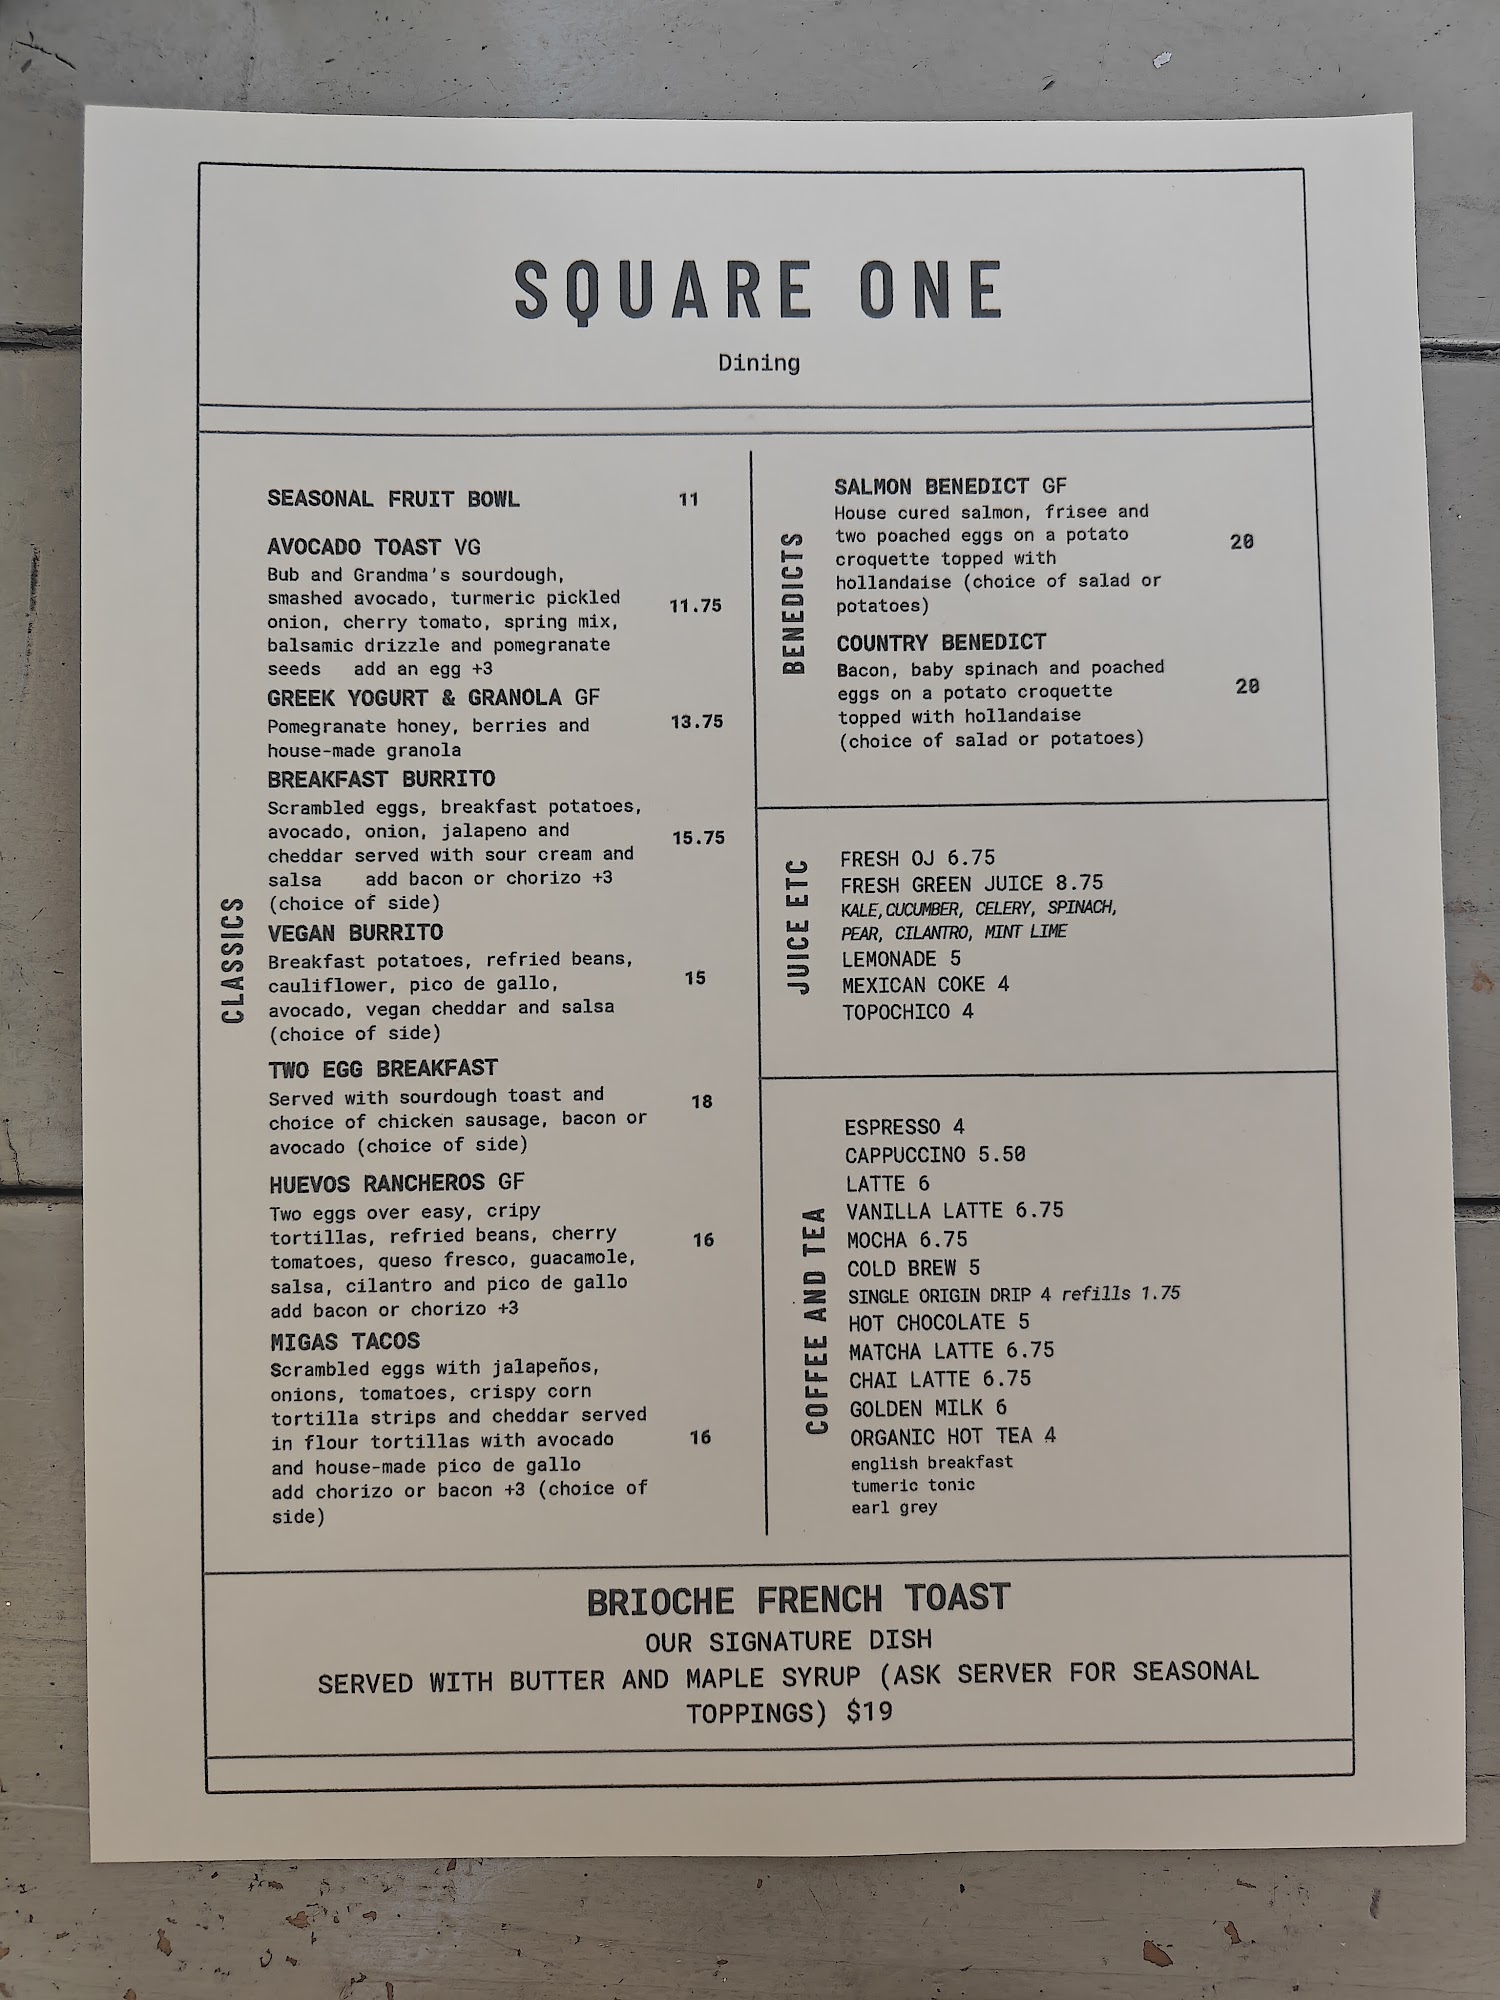 SQUARE ONE
Dining
CLASSICS
SEASONAL FRUIT BOWL 11
AVOCADO TOAST VG
Bub and Grandma's sourdough,
smashed avocado, turmeric pickled
onion, cherry tomato, spring mix,
balsamic drizzle and pomegranate
seeds add an egg +3
11.75
GREEK YOGURT & GRANOLA GF
Pomegranate honey, berries and
house-made granola
13.75
BREAKFAST BURRITO
Scrambled eggs, breakfast potatoes,
avocado, onion, jalapeno and
cheddar served with sour cream and
salsa add bacon or chorizo +3
(choice of side)
15.75
VEGAN BURRITO
Breakfast potatoes, refried beans,
cauliflower, pico de gallo,
avocado, vegan cheddar and salsa
(choice of side)
15
TWO EGG BREAKFAST
Served with sourdough toast and
choice of chicken sausage, bacon or
avocado (choice of side)
18
HUEVOS RANCHEROS GF
Two eggs over easy, cripy
tortillas, refried beans, cherry
tomatoes, queso fresco, guacamole,
salsa, cilantro and pico de gallo
add bacon or chorizo +3
16
MIGAS TACOS
Scrambled eggs with jalapeños,
onions, tomatoes, crispy corn
tortilla strips and cheddar served
in flour tortillas with avocado
and house-made pico de gallo
add chorizo or bacon +3 (choice of
side)
16
BENEDICTS
SALMON BENEDICT GF
House cured salmon, frisee and
two poached eggs on a potato
croquette topped with
hollandaise (choice of salad or
potatoes)
20
COUNTRY BENEDICT
Bacon, baby spinach and poached
eggs on a potato croquette
topped with hollandaise
(choice of salad or potatoes)
20
JUICE ETC
FRESH OJ 6.75
FRESH GREEN JUICE 8.75
KALE, CUCUMBER, CELERY, SPINACH,
PEAR, CILANTRO, MINT LIME
LEMONADE 5
MEXICAN COKE 4
TOPOCHICO 4
COFFEE AND TEA
ESPRESSO 4
CAPPUCCINO 5.50
LATTE 6
VANILLA LATTE 6.75
MOCHA 6.75
COLD BREW 5
SINGLE ORIGIN DRIP 4 refills 1.75
HOT CHOCOLATE 5
MATCHA LATTE 6.75
CHAI LATTE 6.75
GOLDEN MILK 6
ORGANIC HOT TEA 4
english breakfast
tumeric tonic
earl grey
BRIOCHE FRENCH TOAST
OUR SIGNATURE DISH
SERVED WITH BUTTER AND MAPLE SYRUP (ASK SERVER FOR SEASONAL
TOPPINGS) $19